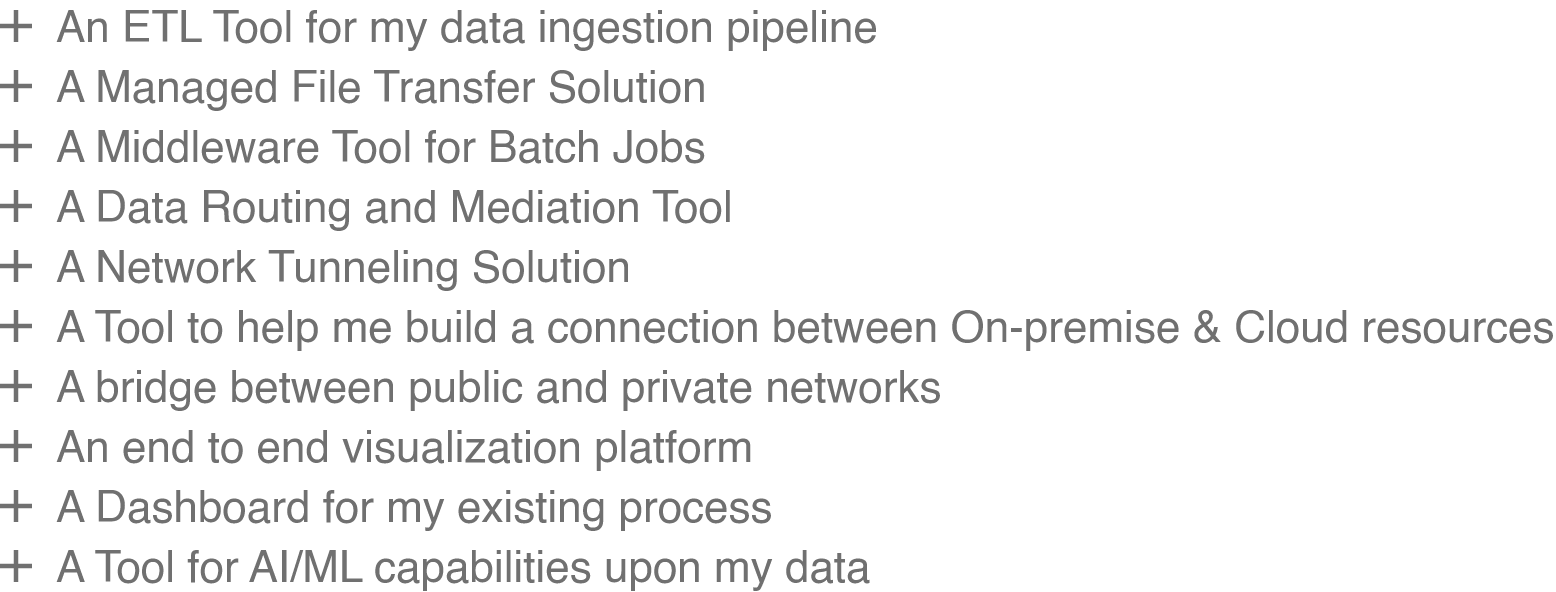 + An ETL Tool for my data ingestion pipeline
+ A Managed File Transfer Solution
+ A Middleware Tool for Batch Jobs
+ A Data Routing and Mediation Tool
+ A Network Tunneling Solution
+ A Tool to help me build a connection between On-premise & Cloud resources
+ A bridge between public and private networks
+ An end to end visualization platform
+ A Dashboard for my existing process
+ A Tool for AI/ML capabilities upon my data